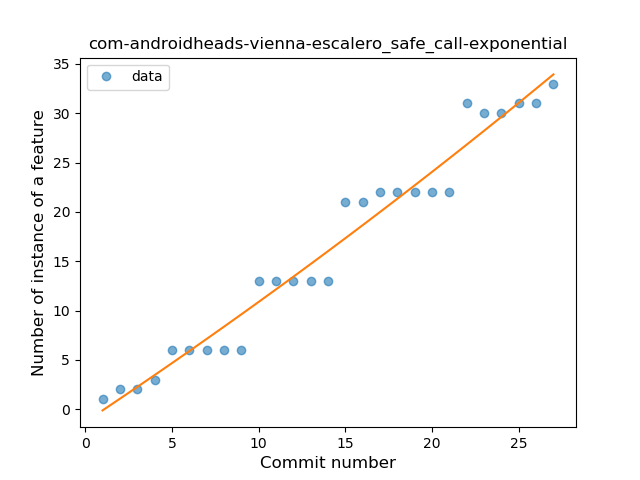 com-androidheads-vienna-escalero_safe_call-exponential
data
Number of instance of a feature
35
30
25
20
15
10
5
0
0 5 10 15 20 25
Commit number